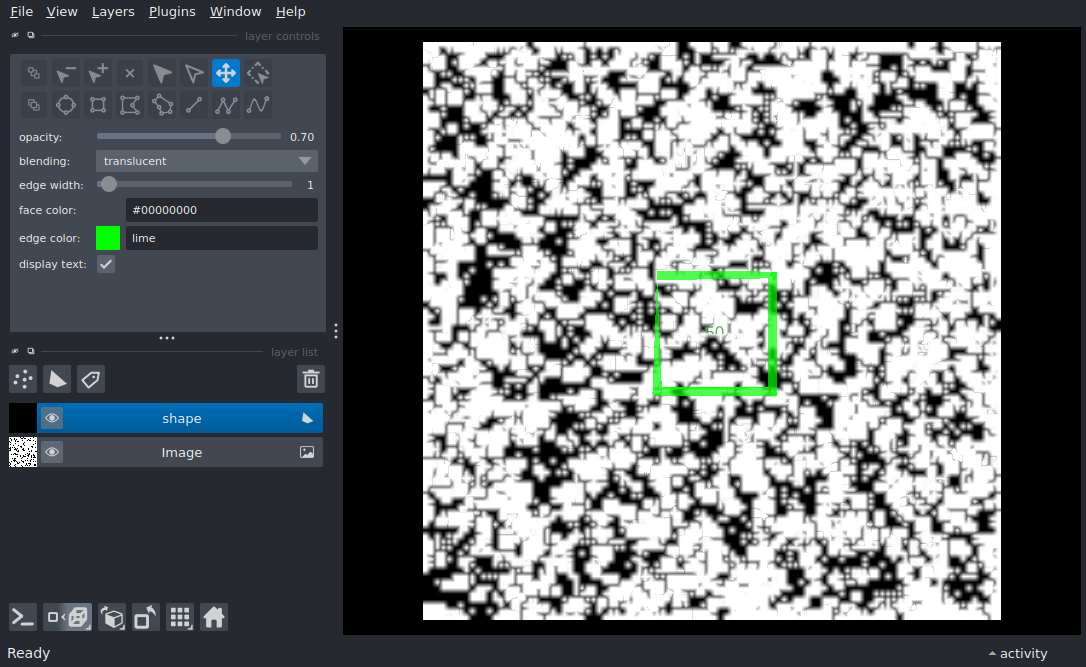 File View Layers Plugins Window Help
layer controls
opacity: 0.70
blending: translucent
edge width: 1
face color: #00000000
edge color: lime
display text:
layer list
shape
Image
50
Ready
activity